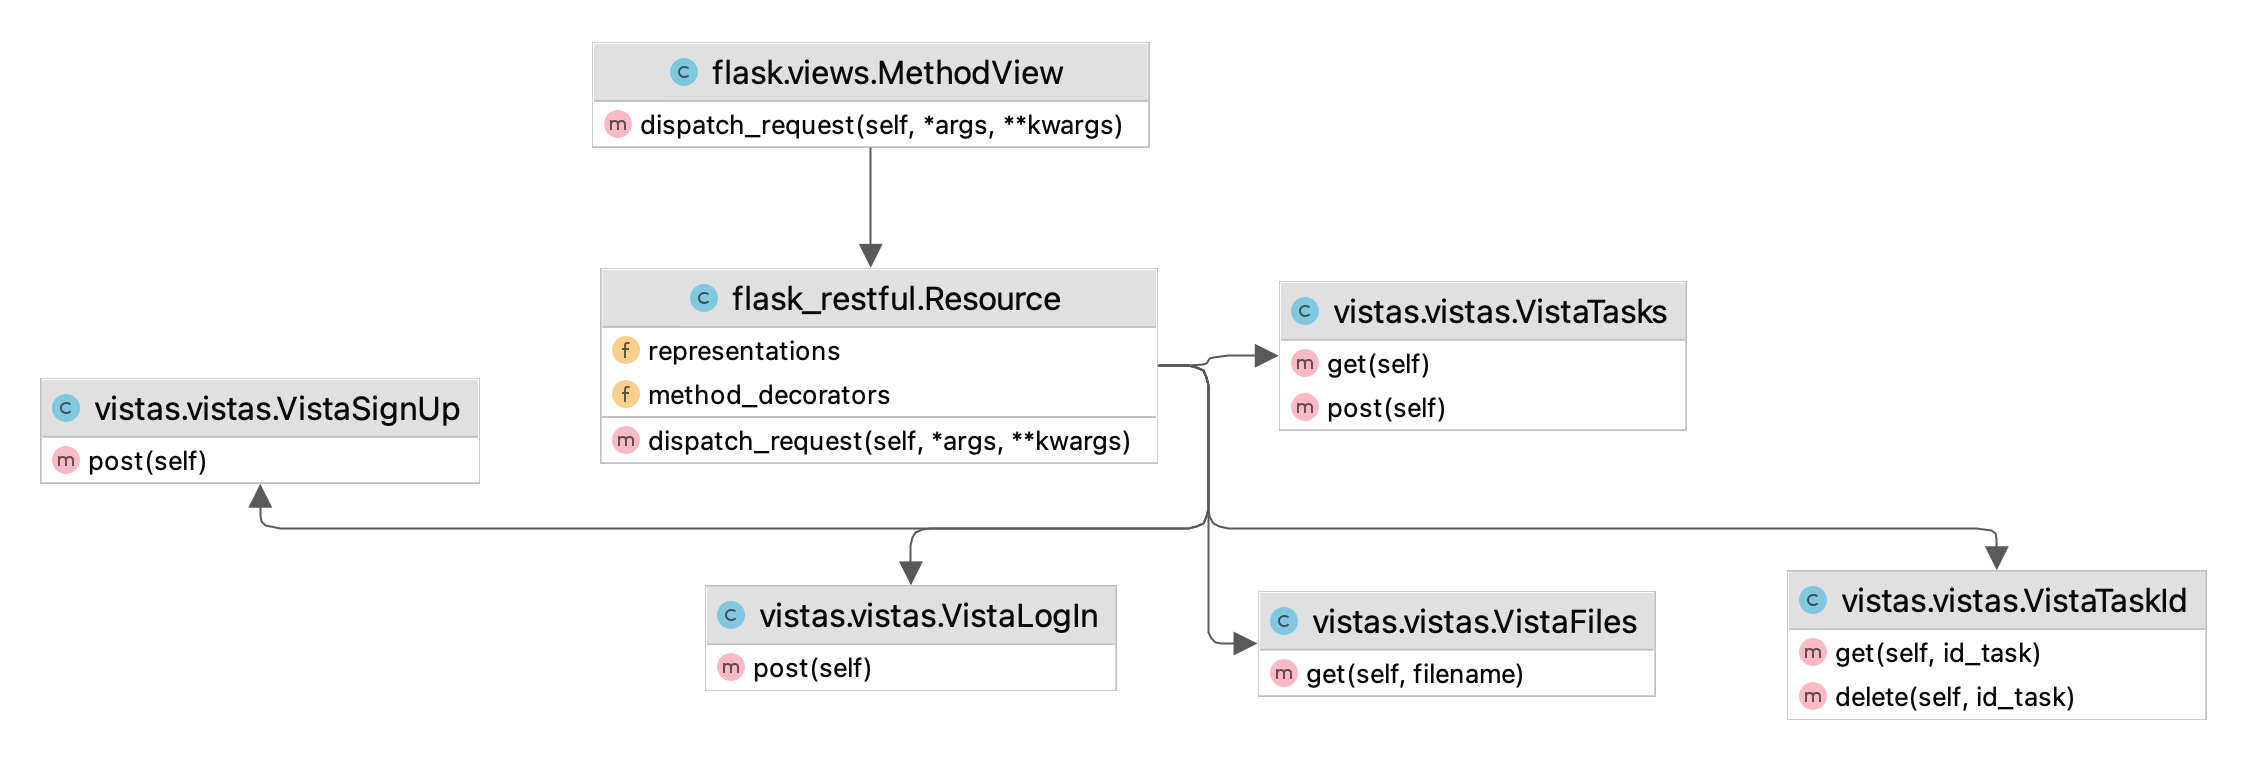 C flask.views.MethodView
m dispatch_request(self, *args, **kwargs)
C flask_restful.Resource
f representations
f method_decorators
m dispatch_request(self, *args, **kwargs)
C vistas.vistas.VistaTasks
m get(self)
m post(self)
C vistas.vistas.VistaSignUp
m post(self)
C vistas.vistas.VistaLogIn
m post(self)
C vistas.vistas.VistaFiles
m get(self, filename)
C vistas.vistas.VistaTaskId
m get(self, id_task)
m delete(self, id_task)